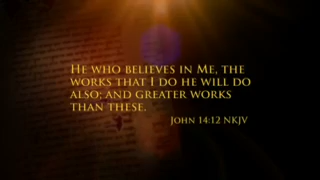 He who believes in Me, the
works that I do he will do
also; and greater works
than these.
John 14:12 NKJV